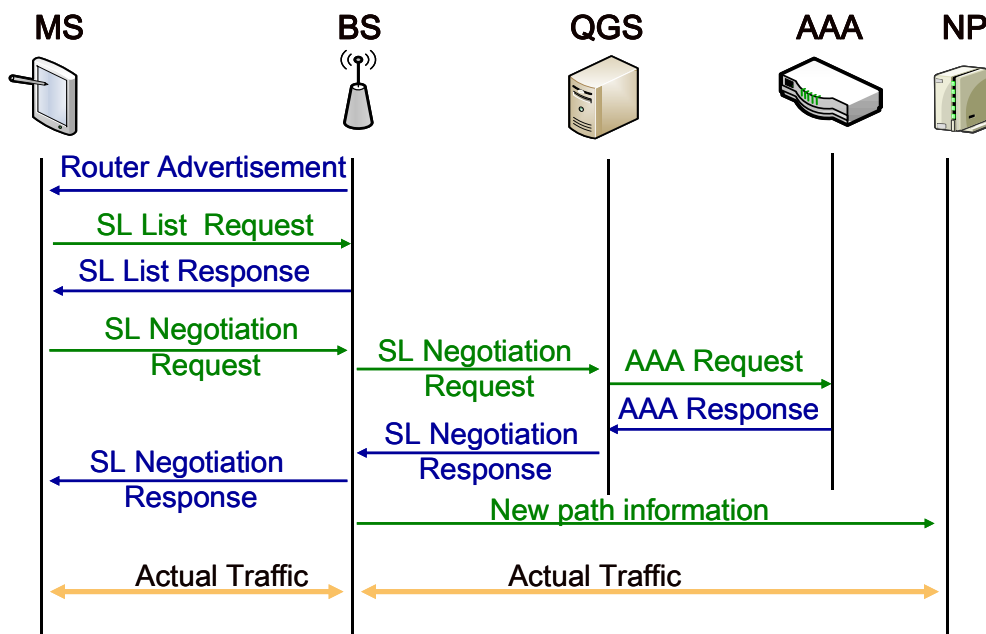 MS BS QGS AAA NP
Router Advertisement
SL List Request
SL List Response
SL Negotiation
Request
SL Negotiation
Request
AAA Request
AAA Response
SL Negotiation
Response
SL Negotiation
Response
New path information
Actual Traffic Actual Traffic